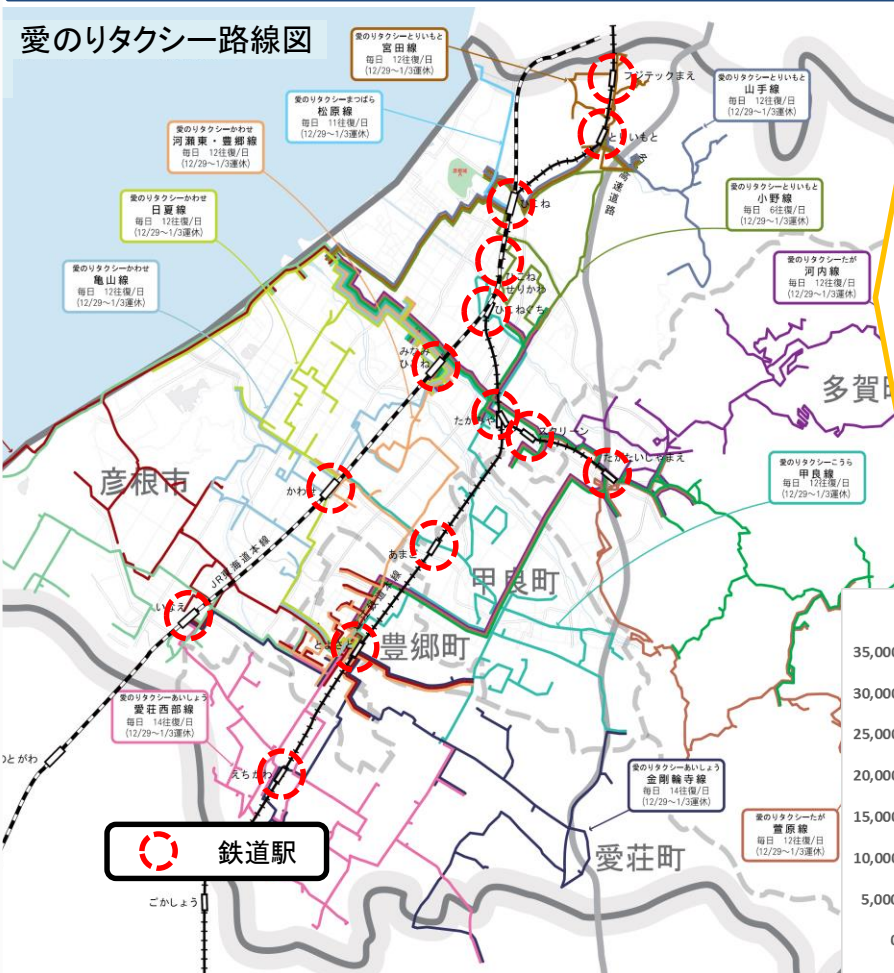 愛のりタクシー路線図
愛のりタクシーとりいもと
宮田線
毎日 12往復/日
(12/29～1/3運休)
愛のりタクシーまつばら
松原線
毎日 11往復/日
(12/29～1/3運休)
愛のりタクシーかわせ
河瀬東・豊郷線
毎日 12往復/日
(12/29～1/3運休)
愛のりタクシーかわせ
日夏線
毎日 12往復/日
(12/29～1/3運休)
愛のりタクシーかわせ
亀山線
毎日 12往復/日
(12/29～1/3運休)
愛のりタクシーとりいもと
山手線
毎日 12往復/日
(12/29～1/3運休)
愛のりタクシーとりいもと
小野線
毎日 6往復/日
(12/29～1/3運休)
愛のりタクシーたが
河内線
毎日 12往復/日
(12/29～1/3運休)
フジテックまえ
とりいもと
高速道路
ひこね
ひこね
せりかわ
ひこねぐち
みなみ
ひこね
たかみや
スクリーン
たがたいしゃまえ
多賀町
彦根市
かわせ
JR東海道本線
あまご
愛のりタクシーこうら
甲良線
毎日 12往復/日
(12/29～1/3運休)
甲良町
いなえ
豊郷町
とよさと
愛のりタクシーあいしょう
愛荘西部線
毎日 14往復/日
(12/29～1/3運休)
のとがわ
えちがわ
愛のりタクシーあいしょう
金剛輪寺線
毎日 14往復/日
(12/29～1/3運休)
愛のりタクシーたが
萱原線
毎日 12往復/日
(12/29～1/3運休)
愛荘町
鉄道駅
ごかしょう
35,000
30,000
25,000
20,000
15,000
10,000
5,000
0